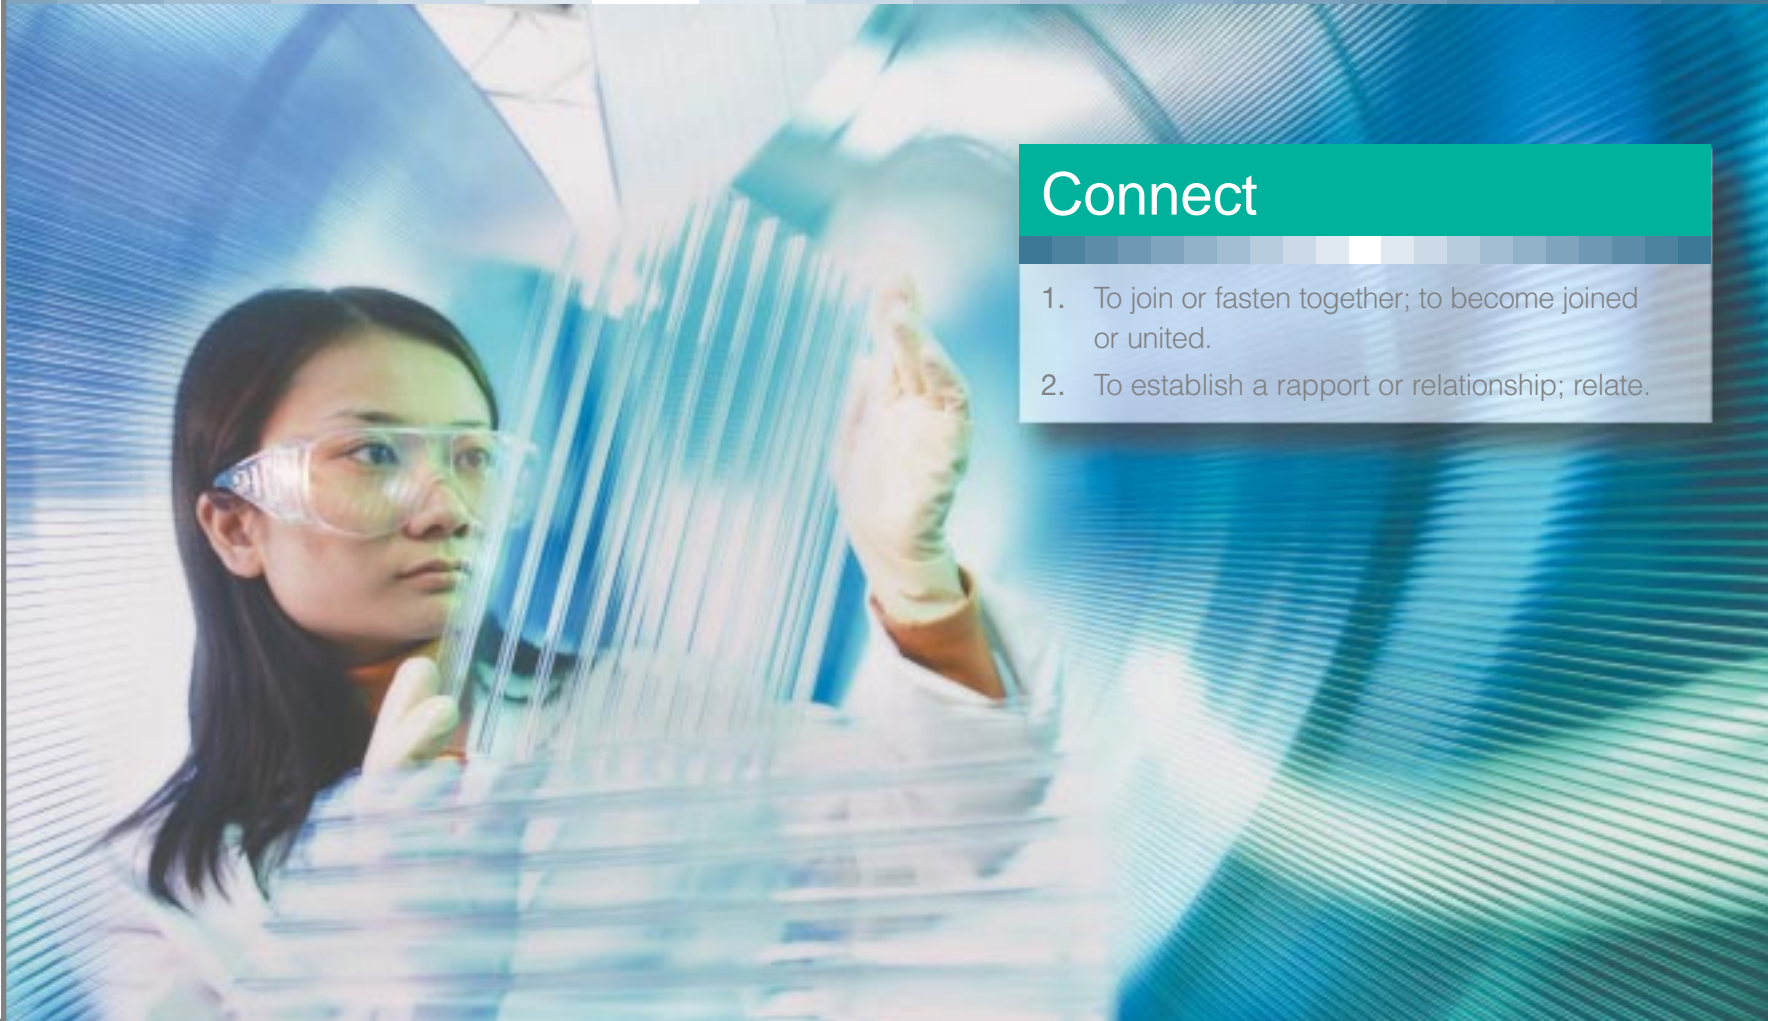 Connect
1. To join or fasten together; to become joined
or united.
2. To establish a rapport or relationship; relate.